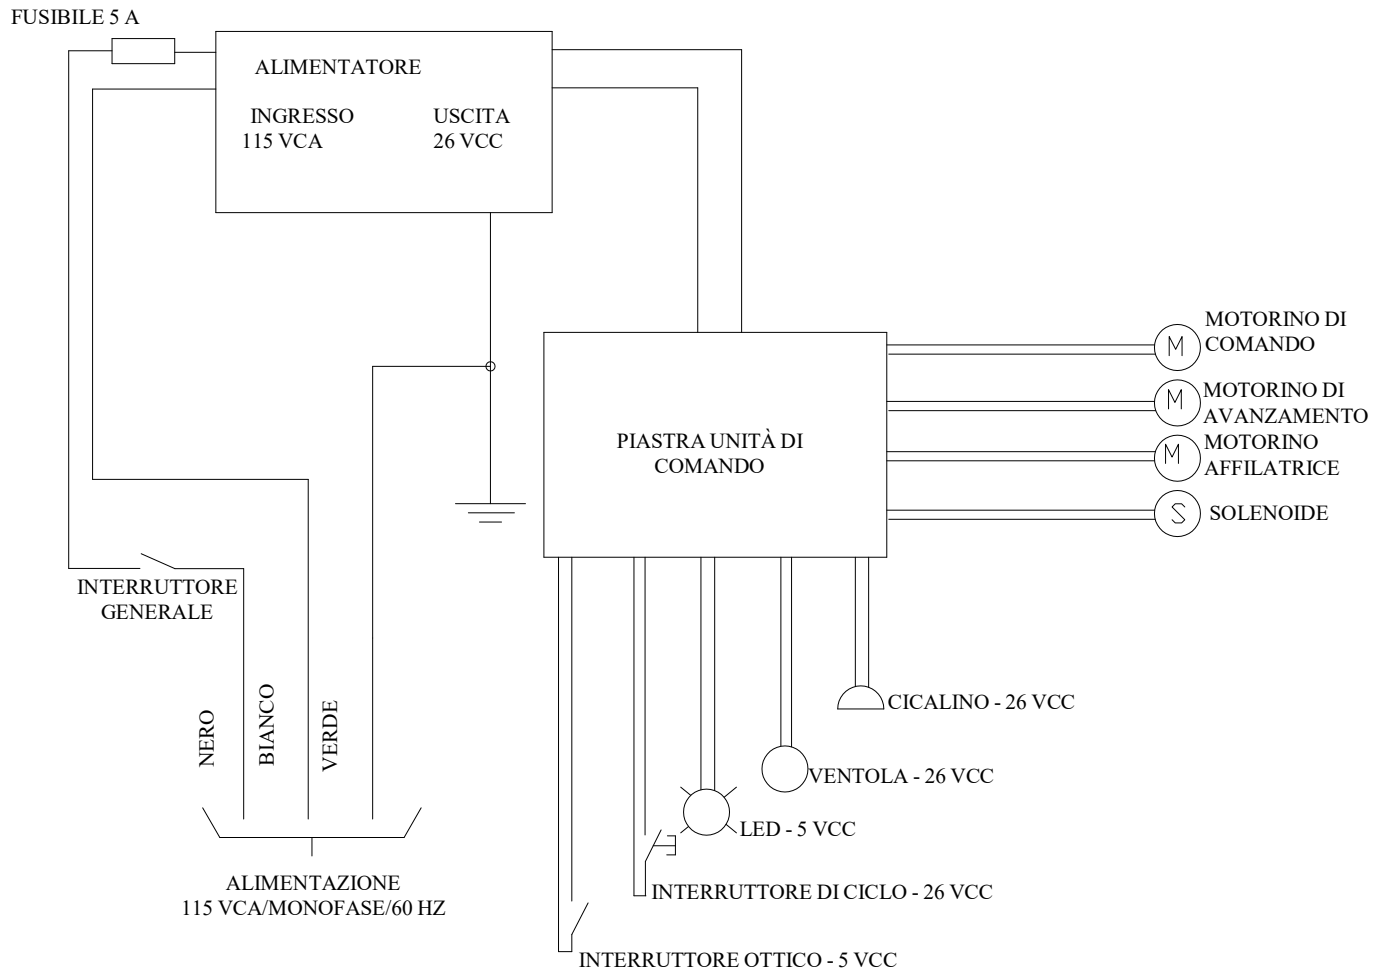 FUSIBILE 5 A
ALIMENTATORE
INGRESSO
115 VCA
USCITA
26 VCC
MOTORINO DI
COMANDO
M
MOTORINO DI
AVANZAMENTO
M
MOTORINO
AFFILATRICE
M
SOLENOIDE
S
PIASTRA UNITÀ DI
COMANDO
INTERRUTTORE
GENERALE
NERO
BIANCO
VERDE
CICALINO - 26 VCC
VENTOLA - 26 VCC
LED - 5 VCC
INTERRUTTORE DI CICLO - 26 VCC
INTERRUTTORE OTTICO - 5 VCC
ALIMENTAZIONE
115 VCA/MONOFASE/60 HZ